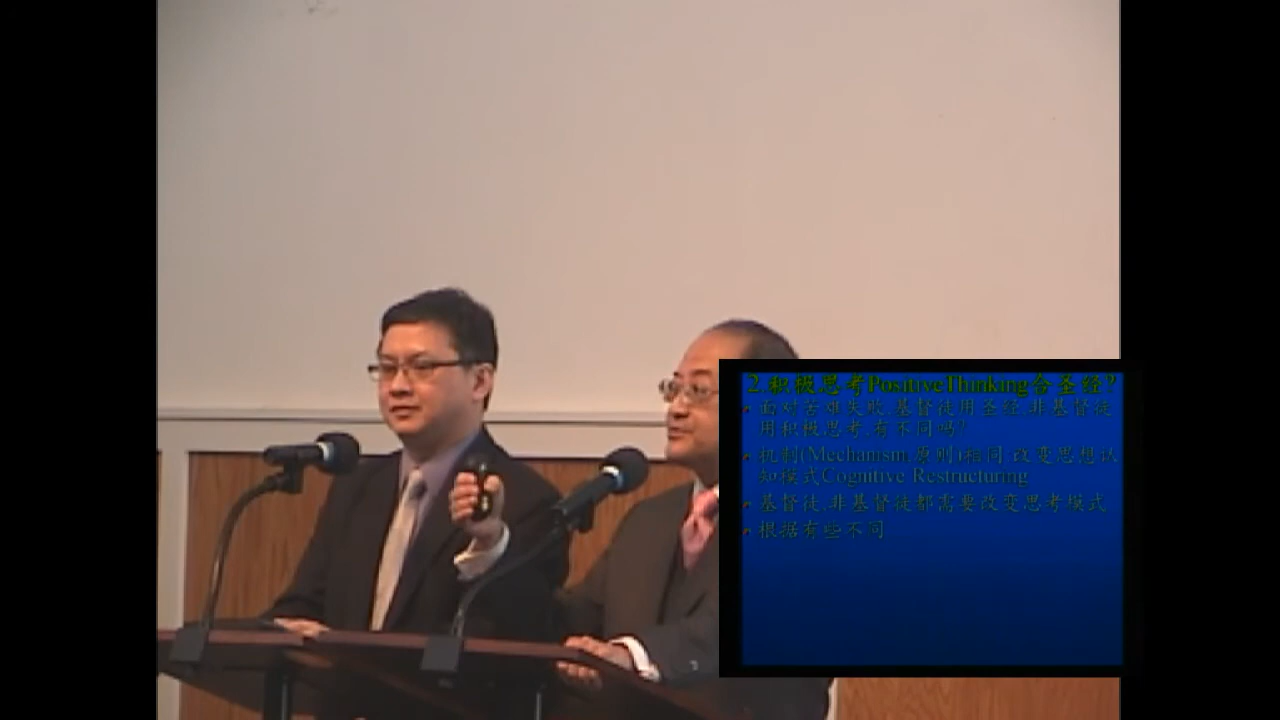 2.积极思考PositiveThinking合圣经?
面对苦难失败,基督徒用圣经,非基督徒
用积极思考,有不同吗?
机制(Mechanism,原则)相同 改变思想认
知模式Cognitive Restructuring
基督徒,非基督徒都需要改变思考模式
根据有些不同